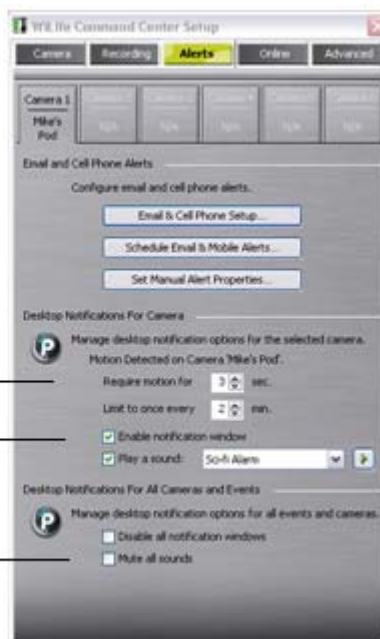 WiLife Command Center Setup
Camera Recording Alerts Online Advanced
Camera 1
Mike's Pod
N/A N/A N/A N/A N/A
Email and Cell Phone Alerts
Configure email and cell phone alerts.
Email & Cell Phone Setup...
Schedule Email & Mobile Alerts...
Set Manual Alert Properties...
Desktop Notifications For Camera
Manage desktop notification options for the selected camera.
Motion Detected on Camera 'Mike's Pod'.
Require motion for 3 sec.
Limit to once every 2 min.
Enable notification window
Play a sound: Sci-fi Alarm
Desktop Notifications For All Cameras and Events
Manage desktop notification options for all events and cameras.
Disable all notification windows
Mute all sounds